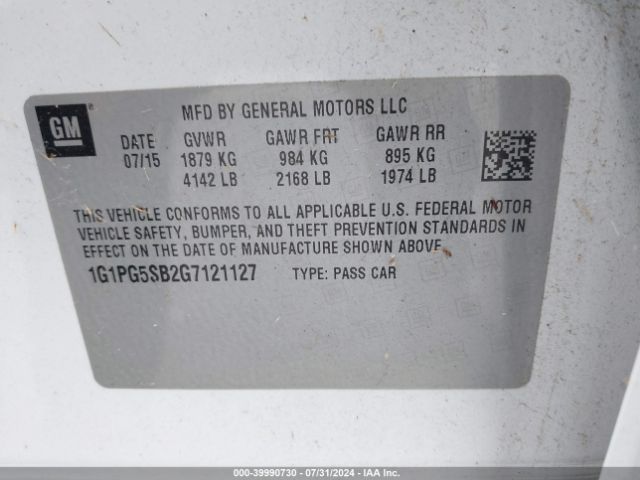 GM
MFD BY GENERAL MOTORS LLC
DATE GVWR GAWR FRT GAWR RR
07/15 1879 KG 984 KG 895 KG
4142 LB 2168 LB 1974 LB
THIS VEHICLE CONFORMS TO ALL APPLICABLE U.S. FEDERAL MOTOR
VEHICLE SAFETY, BUMPER, AND THEFT PREVENTION STANDARDS IN
EFFECT ON THE DATE OF MANUFACTURE SHOWN ABOVE.
1G1PG5SB2G7121127 TYPE: PASS CAR
000-39990730 - 07/31/2024 - IAA Inc.